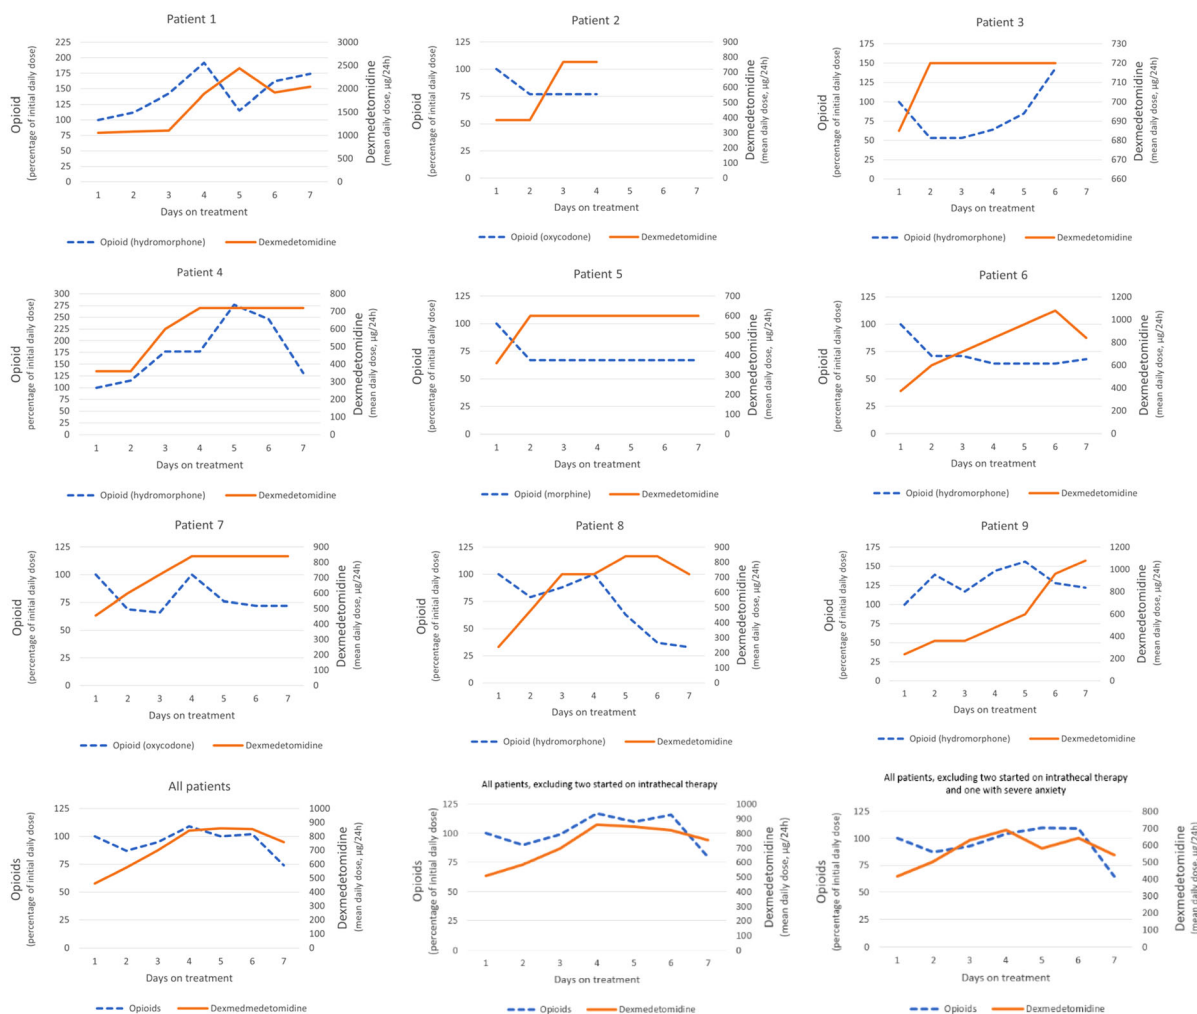 Patient 1
Opioid
(percentage of initial daily dose)
225
200
175
150
125
100
75
50
25
0
3000
2500
2000
1500
1000
500
0
Dexmedetomidine
(mean daily dose, µg/24h)
1 2 3 4 5 6 7
Days on treatment
Opioid (hydromorphone) Dexmedetomidine
Patient 2
Opioid
(percentage of initial daily dose)
125
100
75
50
25
0
900
800
700
600
500
400
300
200
100
0
Dexmedetomidine
(mean daily dose, µg/24h)
1 2 3 4 5 6 7
Days on treatment
Opioid (oxycodone) Dexmedetomidine
Patient 3
Opioid
(percentage of initial daily dose)
175
150
125
100
75
50
25
0
730
720
710
700
690
680
670
660
Dexmedetomidine
(mean daily dose, µg/24h)
1 2 3 4 5 6 7
Days on treatment
Opioid (hydromorphone) Dexmedetomidine
Patient 4
Opioid
percentage of initial daily dose)
300
275
250
225
200
175
150
125
100
75
50
25
0
800
700
600
500
400
300
200
100
0
Dexmedetomidine
(mean daily dose, µg/24h)
1 2 3 4 5 6 7
Days on treatment
Opioid (hydromorphone) Dexmedetomidine
Patient 5
Opioid
(percentage of initial daily dose)
125
100
75
50
25
0
700
600
500
400
300
200
100
0
Dexmedetomidine
(mean daily dose, µg/24h)
1 2 3 4 5 6 7
Days on treatment
Opioid (morphine) Dexmedetomidine
Patient 6
Opioid
(percentage of initial daily dose)
125
100
75
50
25
0
1200
1000
800
600
400
200
0
Dexmedetomidine
(mean daily dose, µg/24h)
1 2 3 4 5 6 7
Days on treatment
Opioid (hydromorphone) Dexmedetomidine
Patient 7
Opioid
(percentage of initial daily dose)
125
100
75
50
25
0
900
800
700
600
500
400
300
200
100
0
Dexmedetomidine
(mean daily dose, µg/24h)
1 2 3 4 5 6 7
Days on treatment
Opioid (oxycodone) Dexmedetomidine
Patient 8
Opioid
(percentage of initial daily dose)
125
100
75
50
25
0
900
800
700
600
500
400
300
200
100
0
Dexmedetomidine
(mean daily dose, µg/24h)
1 2 3 4 5 6 7
Days on treatment
Opioid (hydromorphone) Dexmedetomidine
Patient 9
Opioid
(percentage of initial daily dose)
175
150
125
100
75
50
25
0
1200
1000
800
600
400
200
0
Dexmedetomidine
(mean daily dose, µg/24h)
1 2 3 4 5 6 7
Days on treatment
Opioid (hydromorphone) Dexmedetomidine
All patients
Opioids
(percentage of initial daily dose)
125
100
75
50
25
0
1000
900
800
700
600
500
400
300
200
100
0
Dexmedetomidine
(mean daily dose, µg/24h)
1 2 3 4 5 6 7
Days on treatment
Opioids Dexmedmedetomidine
All patients, excluding two started on intrathecal therapy
Opioids
(percentage of initial daily dose)
125
100
75
50
25
0
1000
900
800
700
600
500
400
300
200
100
0
Dexmedetomidine
(mean daily dose, µg/24h)
1 2 3 4 5 6 7
Days on treatment
Opioids Dexmedetomidine
All patients, excluding two started on intrathecal therapy
and one with severe anxiety
Opioids
(percentage of initial daily dose)
125
100
75
50
25
0
800
700
600
500
400
300
200
100
0
Dexmedetomidine
(mean daily dose, µg/24h)
1 2 3 4 5 6 7
Days on treatment
Opioids Dexmedetomidine